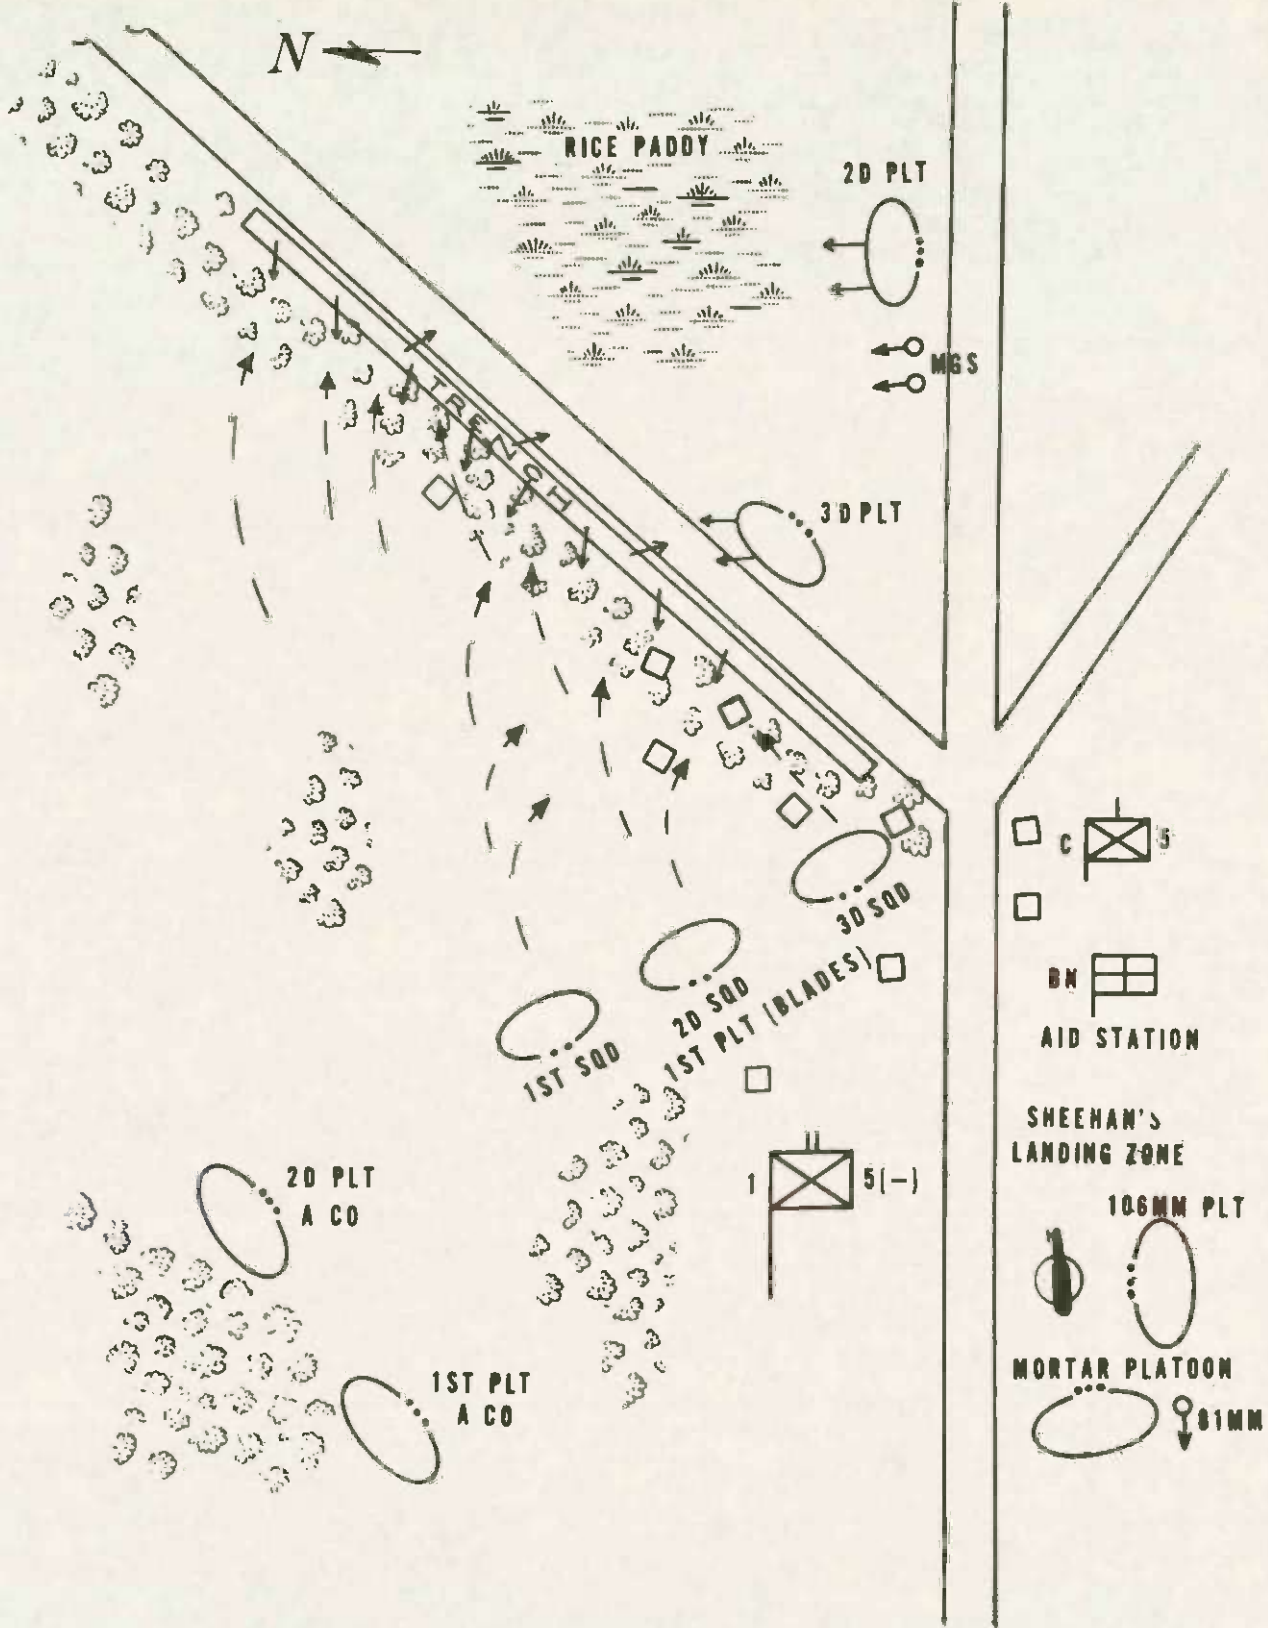 N
RICE PADDY
2D PLT
MGS
TRENCH
3D PLT
C 5
3D SQD
2D SQD
1ST PLT (BLADES)
1ST SQD
BN
AID STATION
SHEEHAN'S
LANDING ZONE
2D PLT
A CO
1 5(-)
106MM PLT
1ST PLT
A CO
MORTAR PLATOON
81MM